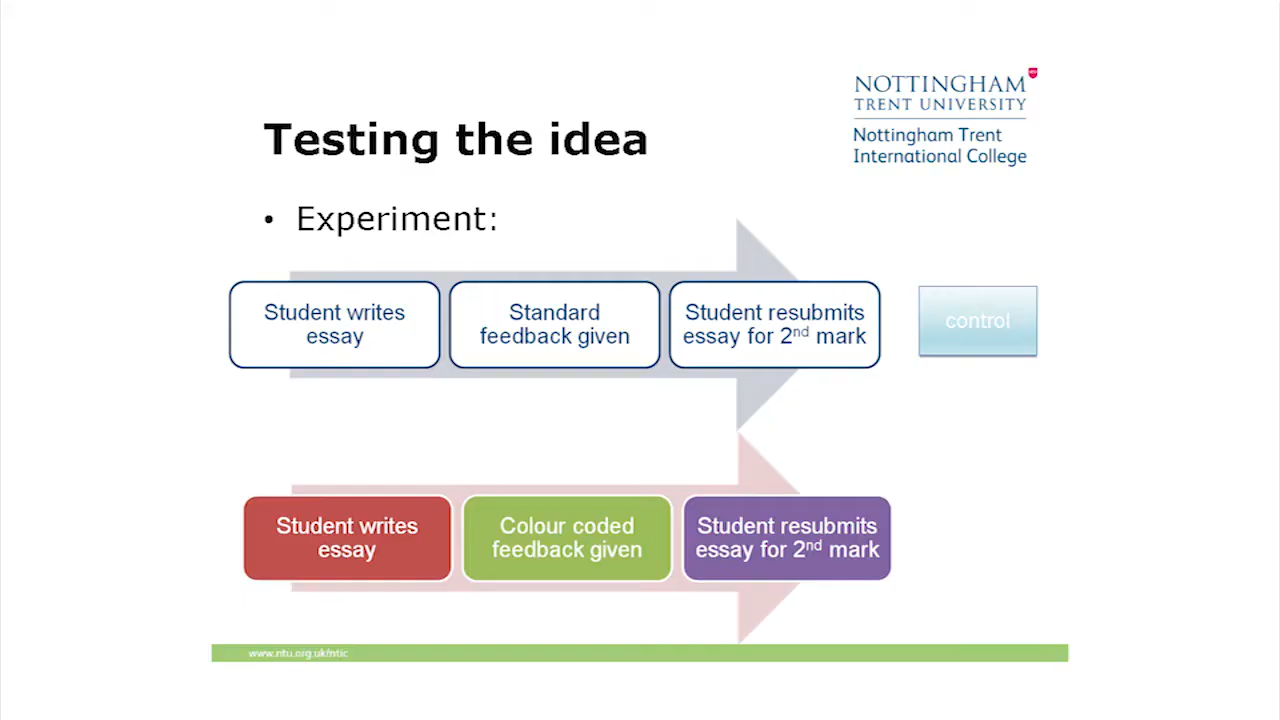 NOTTINGHAM
TRENT UNIVERSITY
Nottingham Trent
International College
Testing the idea
• Experiment:
Student writes
essay
Standard
feedback given
Student resubmits
essay for 2nd mark
control
Student writes
essay
Colour coded
feedback given
Student resubmits
essay for 2nd mark
www.ntu.org.uk/ntic